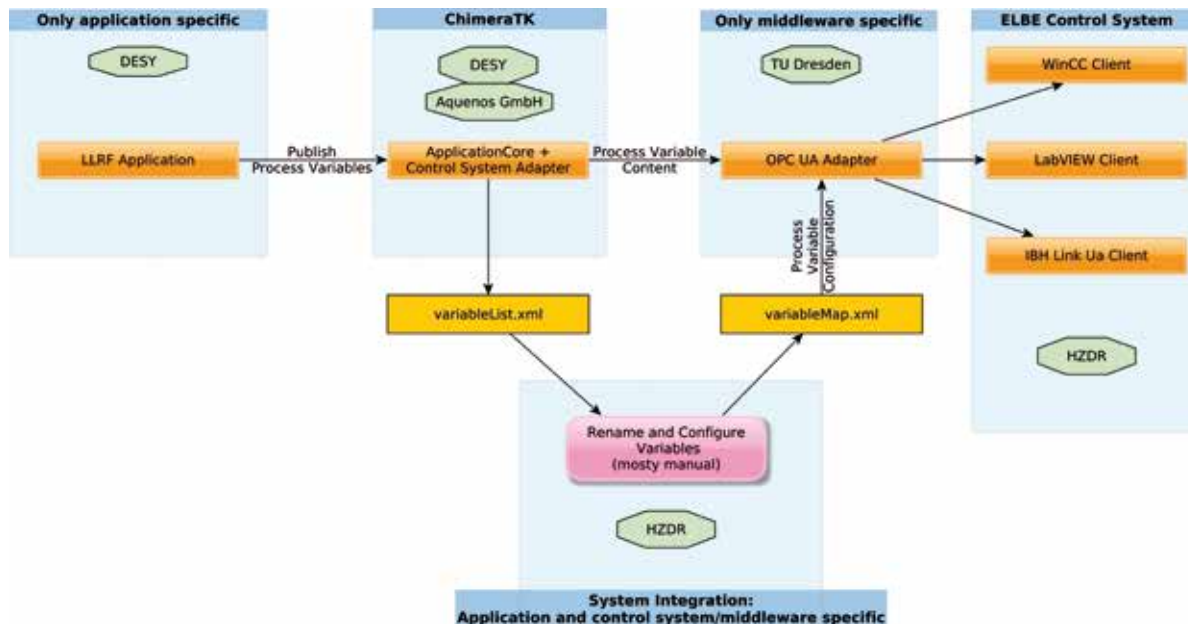 Only application specific
ChimeraTK
Only middleware specific
ELBE Control System
DESY
DESY
Aquenos GmbH
TU Dresden
WinCC Client
LLRF Application
Publish
Process Variables
ApplicationCore +
Control System Adapter
Process Variable
Content
OPC UA Adapter
LabVIEW Client
Process
Variable
Configuration
IBH Link Ua Client
variableList.xml
variableMap.xml
HZDR
Rename and Configure
Variables
(mosty manual)
HZDR
System Integration:
Application and control system/middleware specific